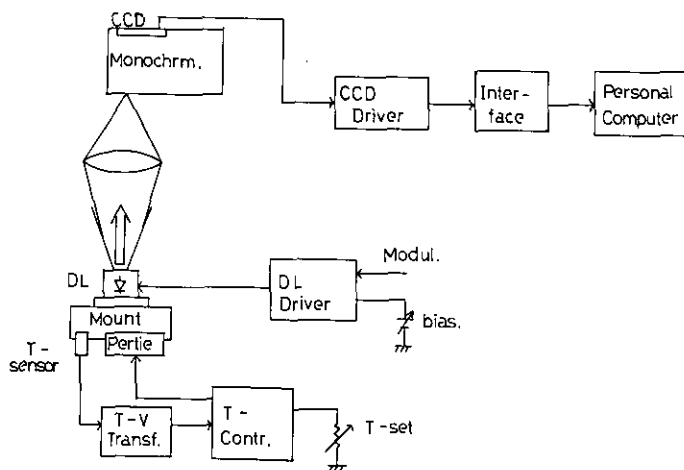 CCD
Monochrm.
CCD
Driver
Inter-
face
Personal
Computer
DL
DL
Driver
Modul.
bias.
Mount
Pertie
T-
sensor
T-V
Transf.
T-
Contr.
T-set